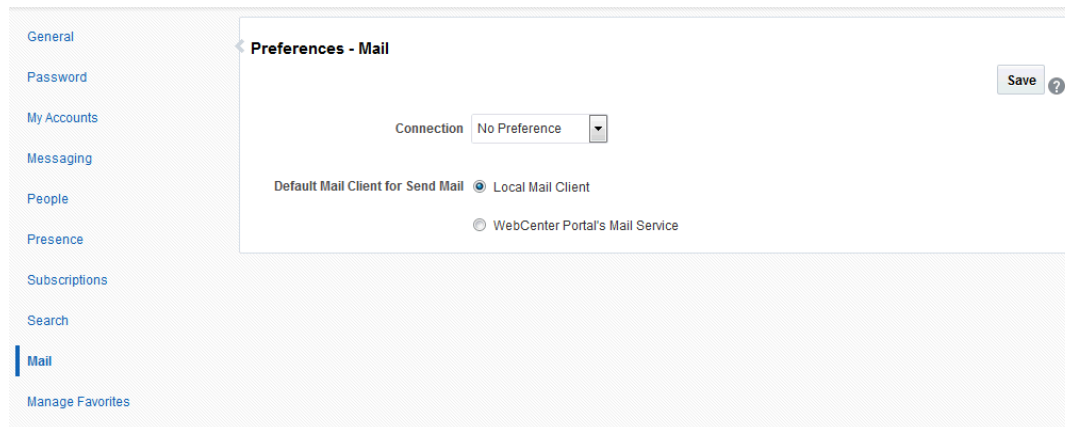 General
Password
My Accounts
Messaging
People
Presence
Subscriptions
Search
Mail
Manage Favorites
Preferences - Mail
Save
?
Connection No Preference
Default Mail Client for Send Mail Local Mail Client
WebCenter Portal's Mail Service